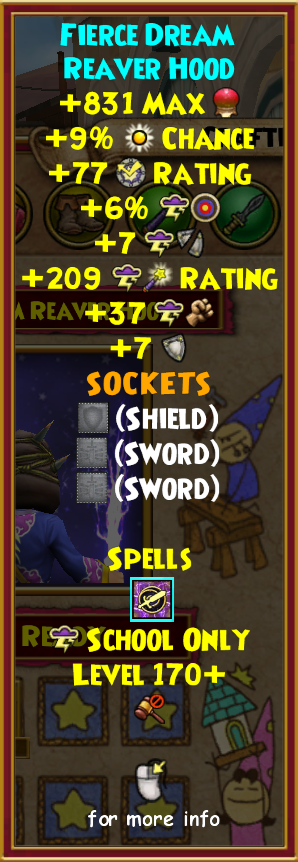 Fierce Dream
Reaver Hood
+831 Max
+9% Chance
+77 Rating
+6%
+7
+209 Rating
+37
+7
Sockets
(Shield)
(Sword)
(Sword)
Spells
School Only
Level 170+
for more info